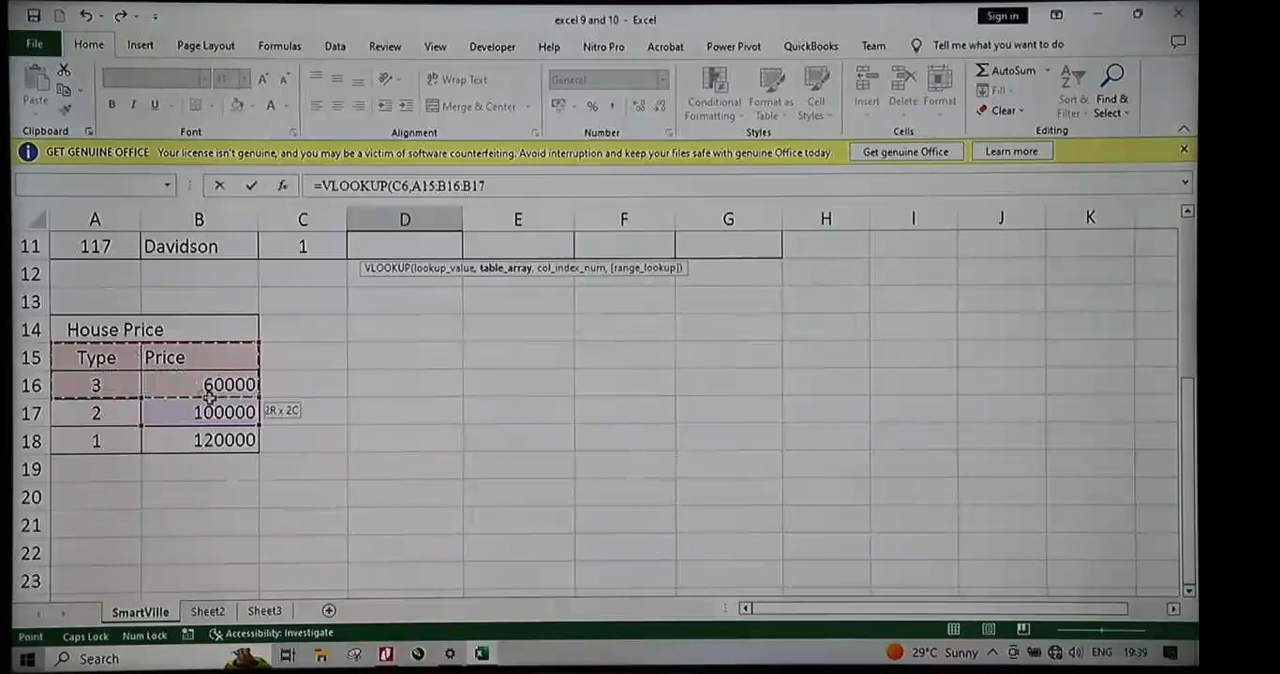 excel 9 and 10 - Excel
Sign in
File Home Insert Page Layout Formulas Data Review View Developer Help Nitro Pro Acrobat Power Pivot QuickBooks Team Tell me what you want to do
Paste
B I U A
Wrap Text
Merge & Center
General
%
Conditional Formatting
Format as Table
Cell Styles
Insert Delete Format
AutoSum
Fill
Clear
Sort & Filter
Find & Select
Clipboard Font Alignment Number Styles Cells Editing
GET GENUINE OFFICE Your license isn't genuine, and you may be a victim of software counterfeiting. Avoid interruption and keep your files safe with genuine Office today. Get genuine Office Learn more
fx =VLOOKUP(C6,A15:B16:B17
A B C D E F G H I J K
11 117 Davidson 1
12 VLOOKUP(lookup_value, table_array, col_index_num, [range_lookup])
13
14 House Price
15 Type Price
16 3 60000
17 2 100000 2R x 2C
18 1 120000
19
20
21
22
23
SmartVille Sheet2 Sheet3
Point Caps Lock Num Lock Accessibility: Investigate
Search 29°C Sunny ENG 19:39